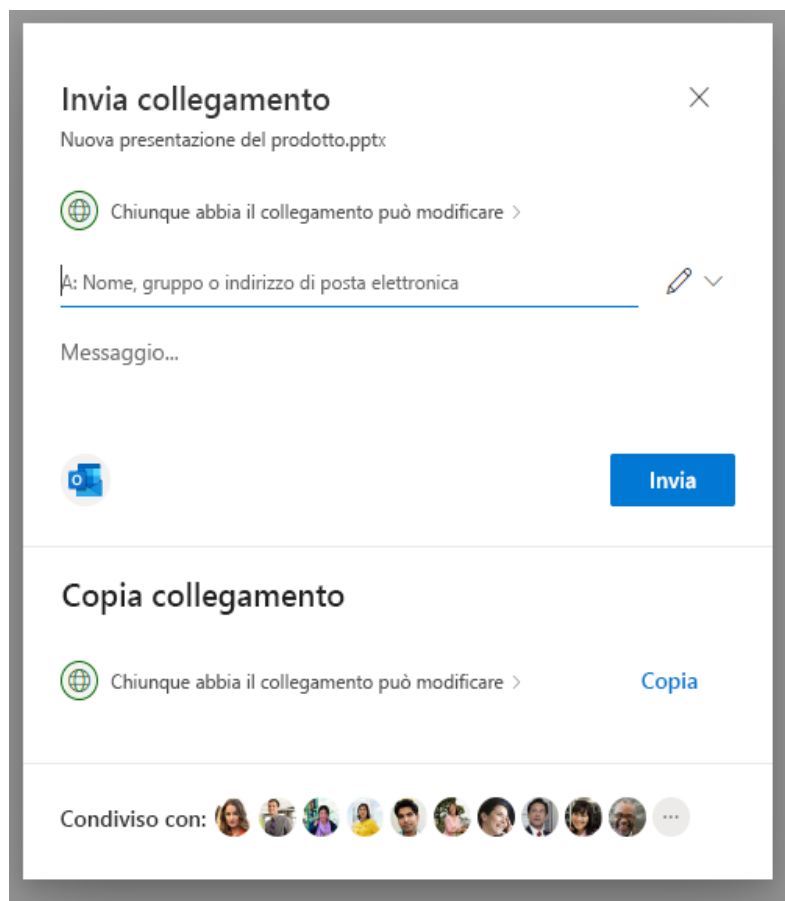 Invia collegamento
Nuova presentazione del prodotto.pptx
Chiunque abbia il collegamento può modificare
A: Nome, gruppo o indirizzo di posta elettronica
Messaggio...
Invia
Copia collegamento
Chiunque abbia il collegamento può modificare
Copia
Condiviso con: